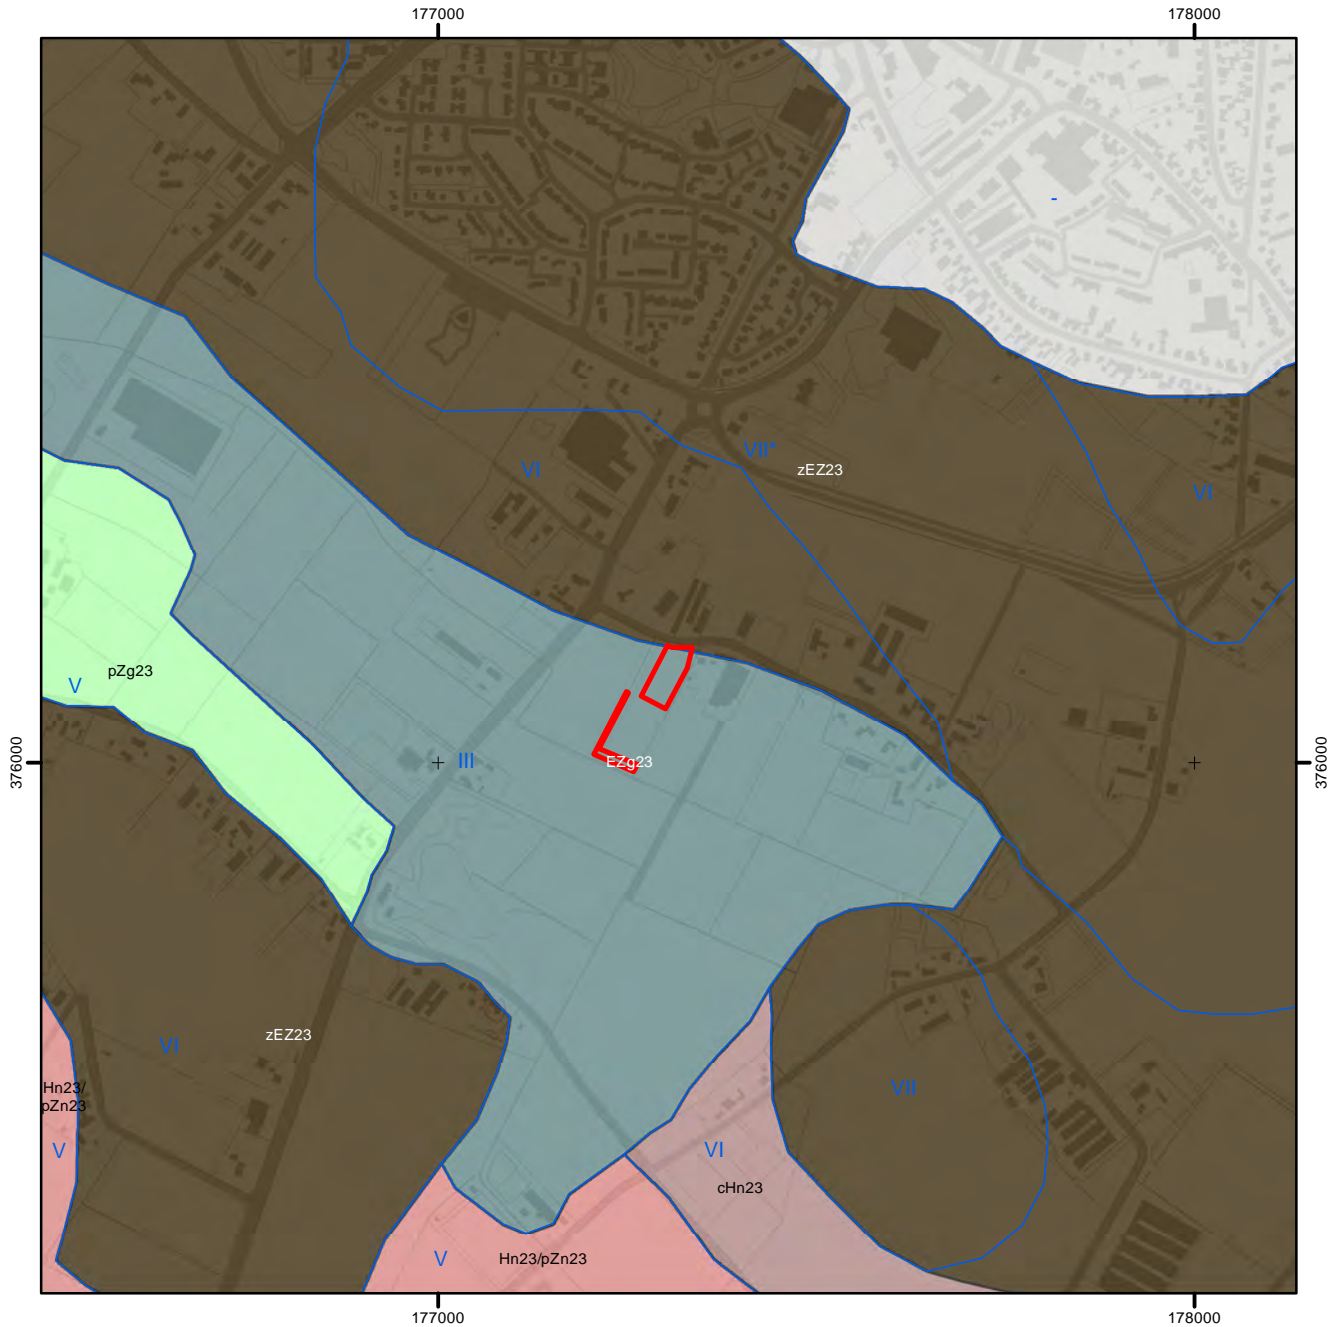 177000
178000
-
VII*
VI
zEZ23
VI
pZg23
V
376000
III
EZg23
376000
zEZ23
VI
Hn23/
pZn23
V
VII
VI
cHn23
V
Hn23/pZn23
177000
178000